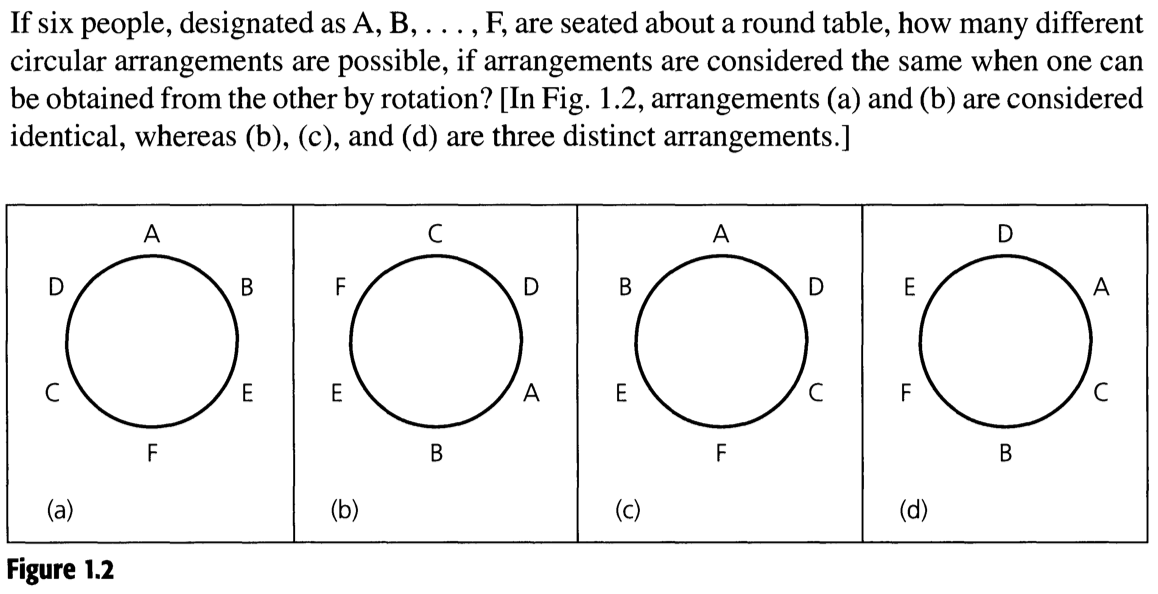 If six people, designated as A, B, . . . , F, are seated about a round table, how many different
circular arrangements are possible, if arrangements are considered the same when one can
be obtained from the other by rotation? [In Fig. 1.2, arrangements (a) and (b) are considered
identical, whereas (b), (c), and (d) are three distinct arrangements.]
A
D B
C E
F
(a)
C
F D
E A
B
(b)
A
B D
E C
F
(c)
D
E A
F C
B
(d)
Figure 1.2